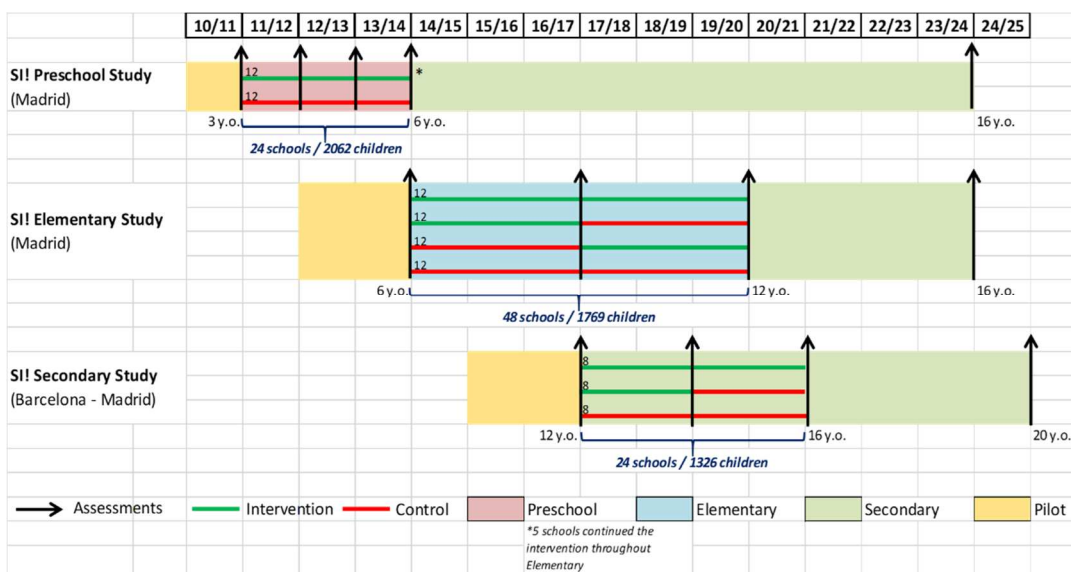 10/11 11/12 12/13 13/14 14/15 15/16 16/17 17/18 18/19 19/20 20/21 21/22 22/23 23/24 24/25
SI! Preschool Study
(Madrid)
12
12
*
3 y.o.
6 y.o.
16 y.o.
24 schools / 2062 children
SI! Elementary Study
(Madrid)
12
12
12
12
6 y.o.
12 y.o.
16 y.o.
48 schools / 1769 children
SI! Secondary Study
(Barcelona - Madrid)
8
8
8
12 y.o.
16 y.o.
20 y.o.
24 schools / 1326 children
Assessments Intervention Control Preschool Elementary Secondary Pilot
*5 schools continued the
intervention throughout
Elementary